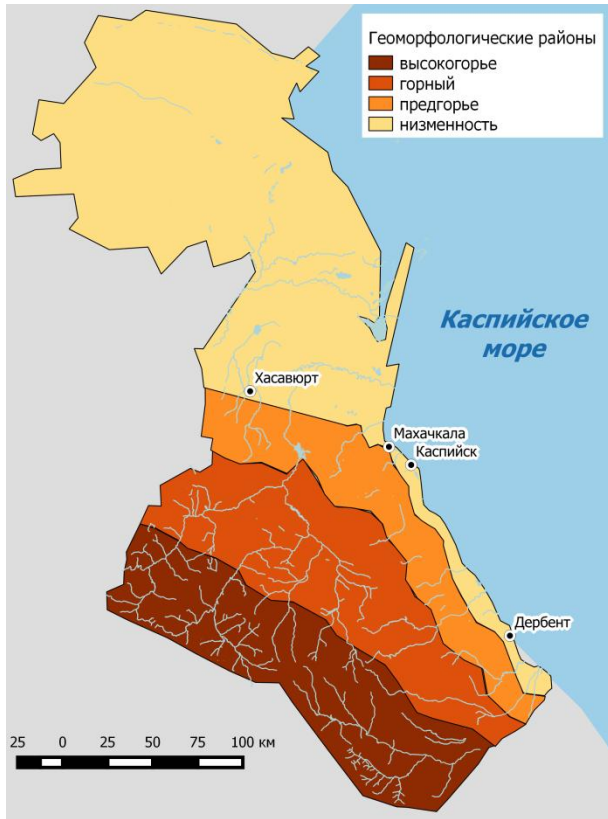 Геоморфологические районы
высокогорье
горный
предгорье
низменность
Каспийское
море
Хасавюрт
Махачкала
Каспийск
Дербент
25 0 25 50 75 100 км